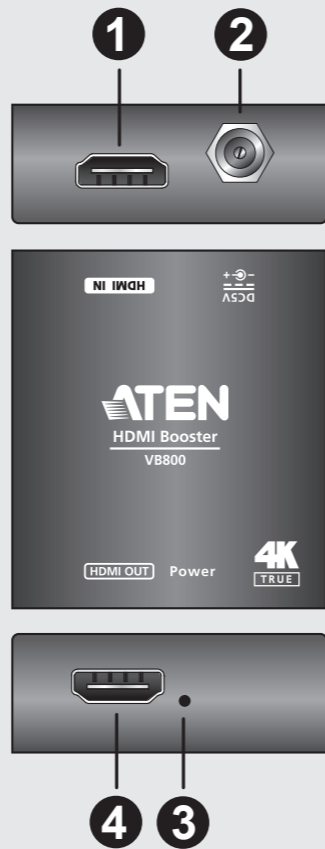 1 2
HDMI IN
DC5V
ATEN
HDMI Booster
VB800
HDMI OUT Power
4K
TRUE
4 3